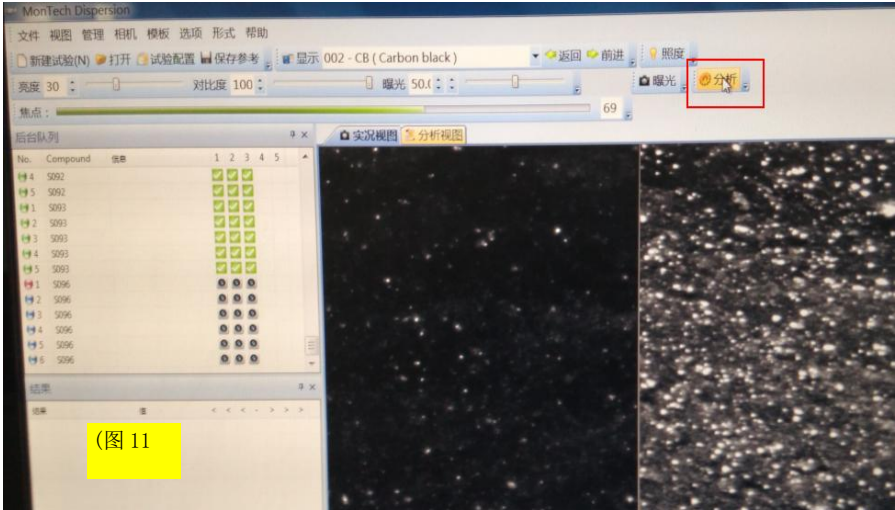 MonTech Dispersion
文件 视图 管理 相机 模板 选项 形式 帮助
新建试验(N) 打开 试验配置 保存参考 显示 002 - CB ( Carbon black ) 返回 前进 照度
亮度 30 对比度 100 曝光 50.( 曝光 分析
焦点： 69
后台队列
实况视图 分析视图
No. Compound 信息 1 2 3 4 5
4 S092
5 S092
1 S093
2 S093
3 S093
4 S093
5 S093
1 S096
2 S096
3 S096
4 S096
5 S096
6 S096
结果
结果 值 < < < - > > >
(图 11